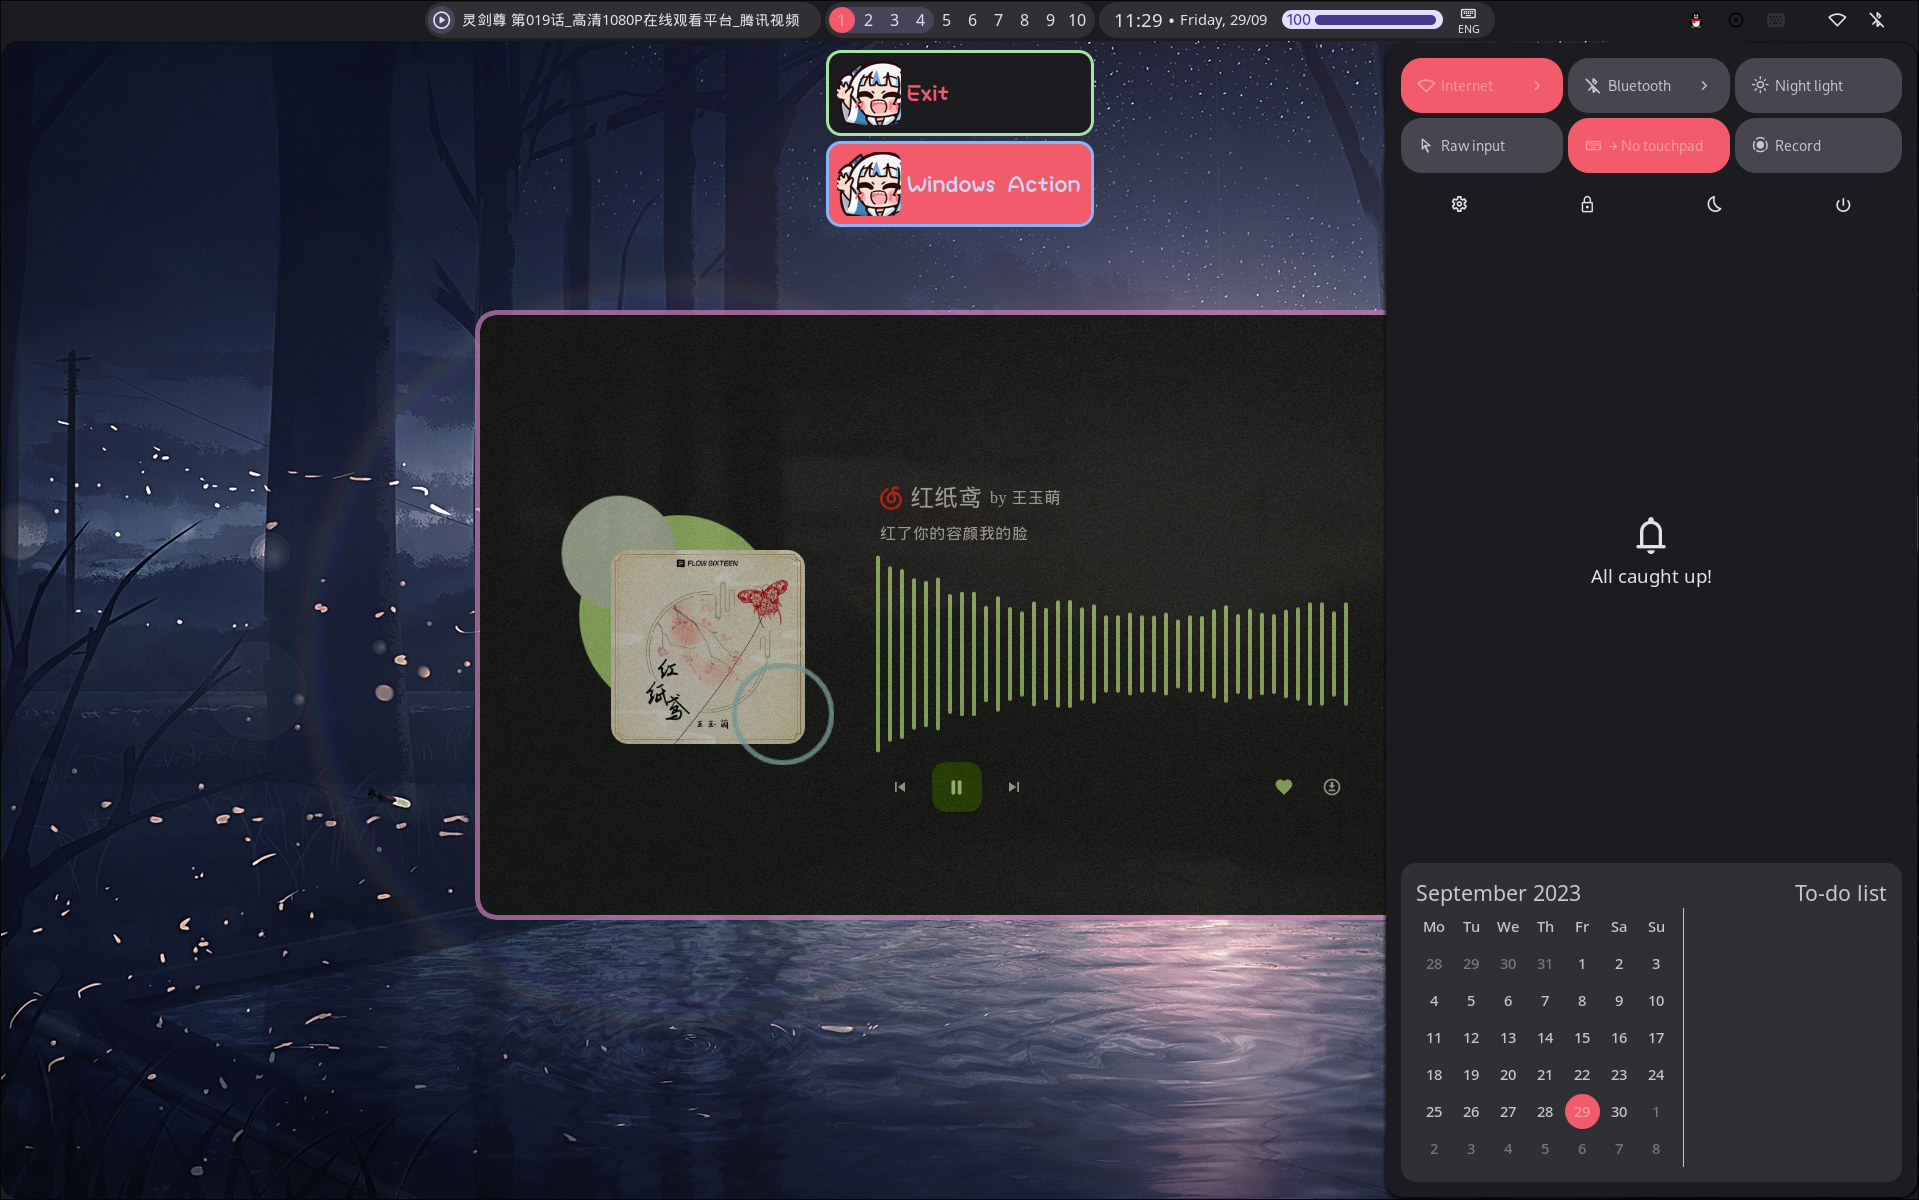 灵剑尊 第019话_高清1080P在线观看平台_腾讯视频
1 2 3 4 5 6 7 8 9 10
11:29 • Friday, 29/09
100
ENG
Exit
Windows Action
Internet
Bluetooth
Night light
Raw input
→ No touchpad
Record
All caught up!
红纸鸢 by 王玉萌
红了你的容颜我的脸
FLOW SIXTEEN
红
纸
鸢
王玉萌
September 2023
To-do list
Mo Tu We Th Fr Sa Su
28 29 30 31 1 2 3
4 5 6 7 8 9 10
11 12 13 14 15 16 17
18 19 20 21 22 23 24
25 26 27 28 29 30 1
2 3 4 5 6 7 8